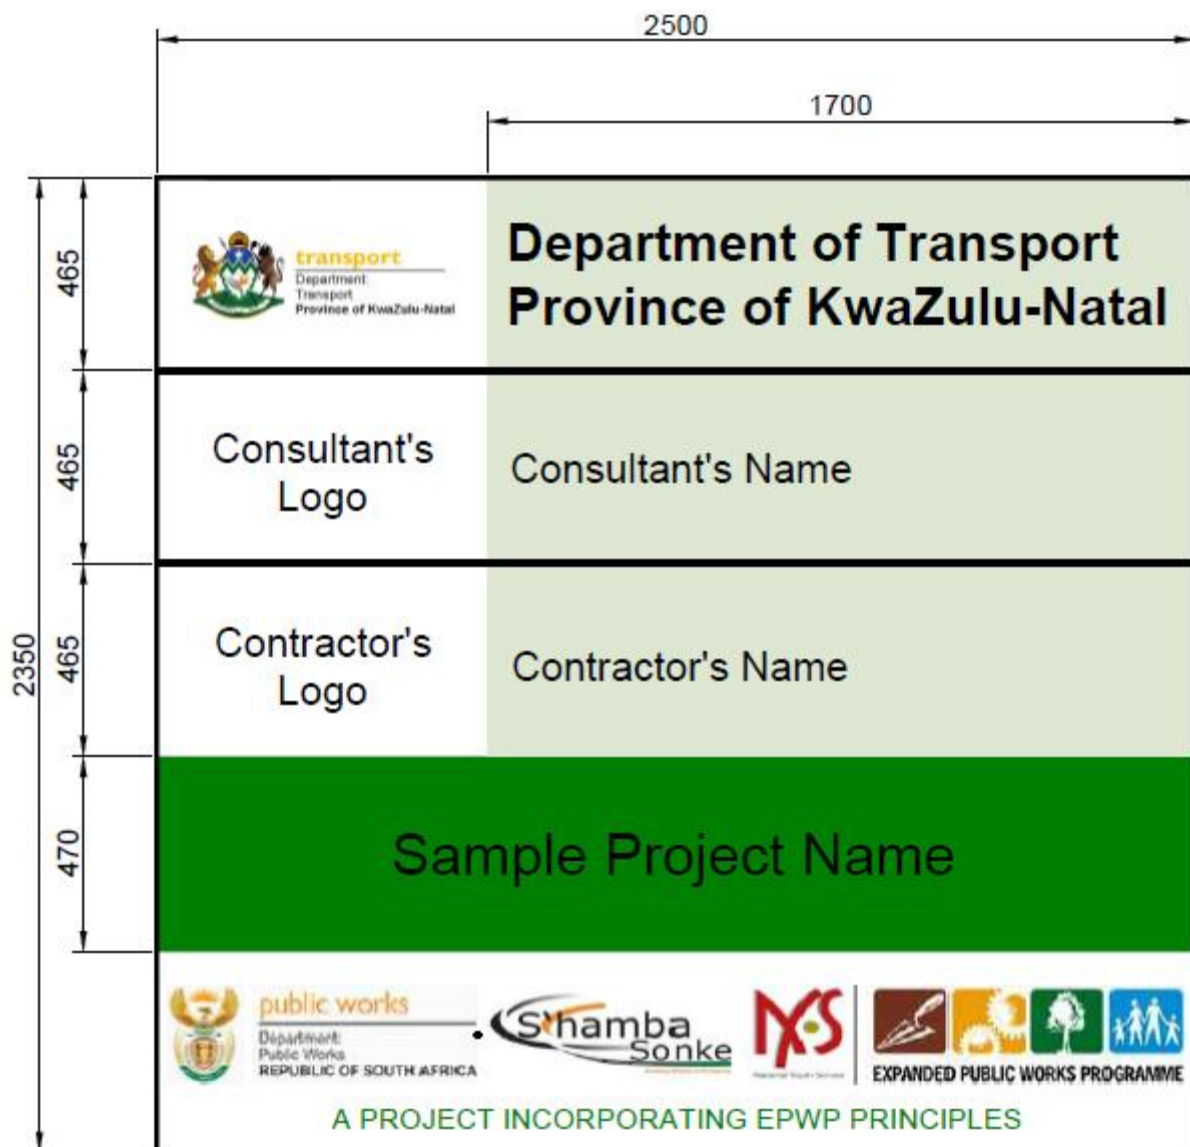 2500
1700
465
transport
Department:
Transport
Province of KwaZulu-Natal
Department of Transport
Province of KwaZulu-Natal
465
Consultant's
Logo
Consultant's Name
2350
465
Contractor's
Logo
Contractor's Name
470
Sample Project Name
public works
Department:
Public Works
REPUBLIC OF SOUTH AFRICA
S'hamba
Sonke
NYS
EXPANDED PUBLIC WORKS PROGRAMME
A PROJECT INCORPORATING EPWP PRINCIPLES